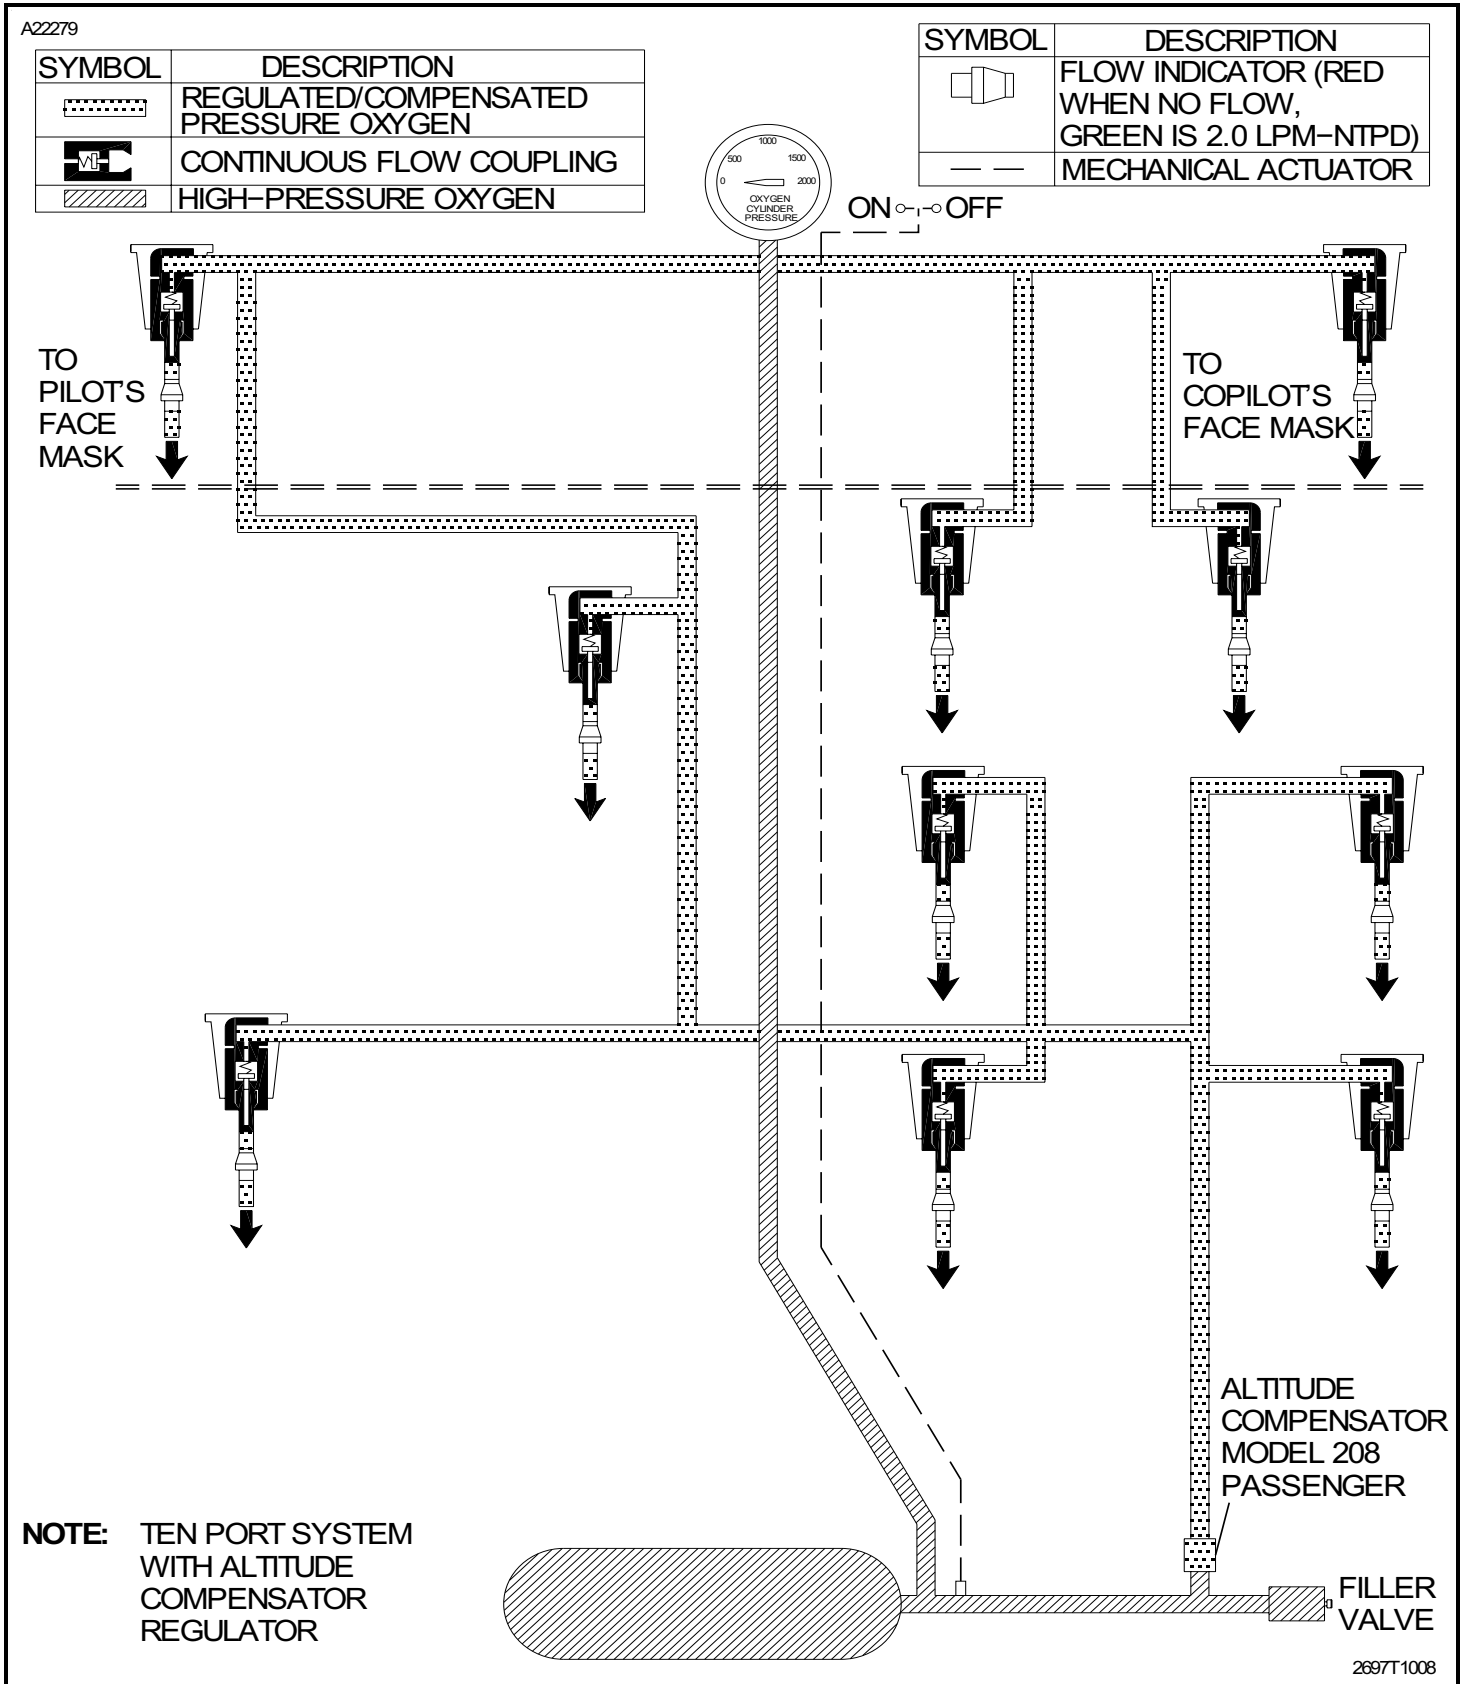 A22279
SYMBOL DESCRIPTION
REGULATED/COMPENSATED
PRESSURE OXYGEN
CONTINUOUS FLOW COUPLING
HIGH-PRESSURE OXYGEN
SYMBOL DESCRIPTION
FLOW INDICATOR (RED
WHEN NO FLOW,
GREEN IS 2.0 LPM-NTPD)
MECHANICAL ACTUATOR
0 500 1000 1500 2000
OXYGEN
CYLINDER
PRESSURE
ON OFF
TO
PILOT'S
FACE
MASK
TO
COPILOT'S
FACE MASK
ALTITUDE
COMPENSATOR
MODEL 208
PASSENGER
NOTE: TEN PORT SYSTEM
WITH ALTITUDE
COMPENSATOR
REGULATOR
FILLER
VALVE
2697T1008